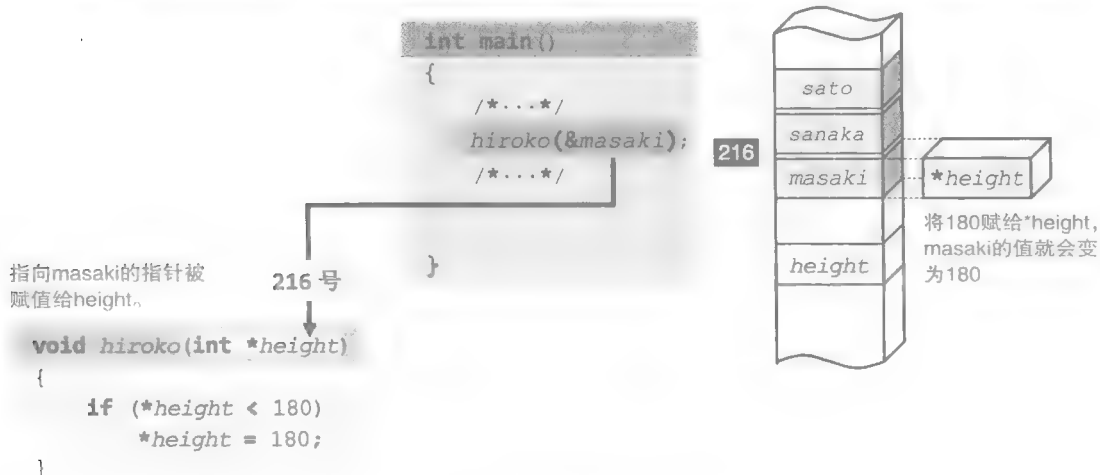 int main()
{
/*...*/
hiroko(&masaki);
/*...*/
}
216
sato
sanaka
masaki
height
*height
将180赋给*height,
masaki的值就会变
为180
指向masaki的指针被
赋值给height。
216 号
void hiroko(int *height)
{
if (*height < 180)
*height = 180;
}